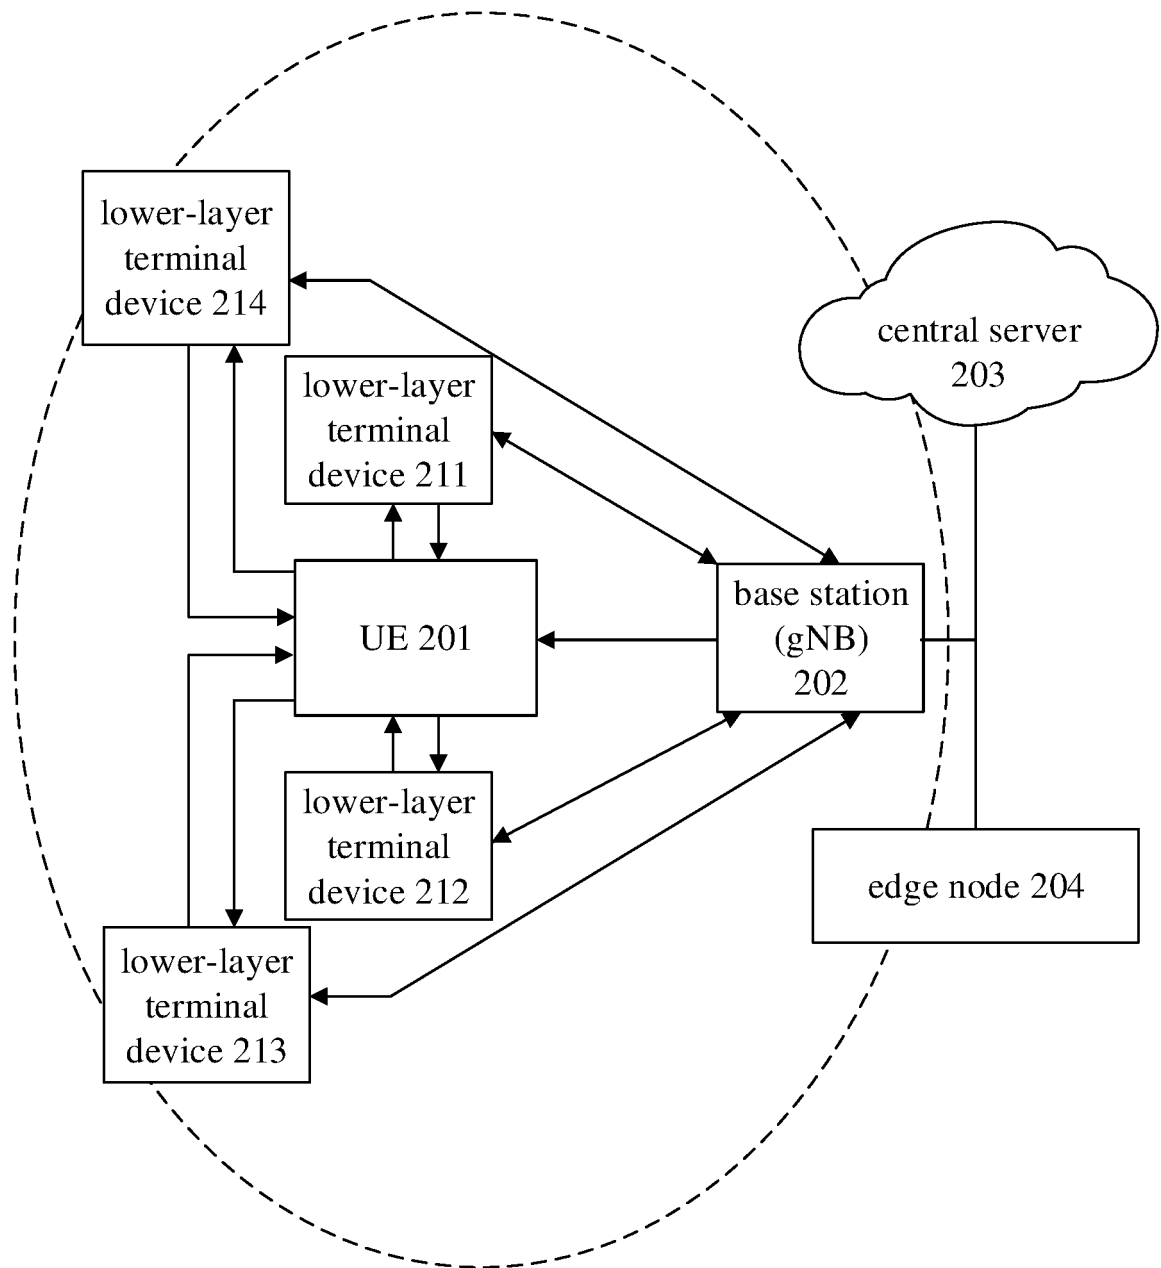 lower-layer
terminal
device 214
central server
203
lower-layer
terminal
device 211
base station
(gNB)
202
UE 201
lower-layer
terminal
device 212
edge node 204
lower-layer
terminal
device 213